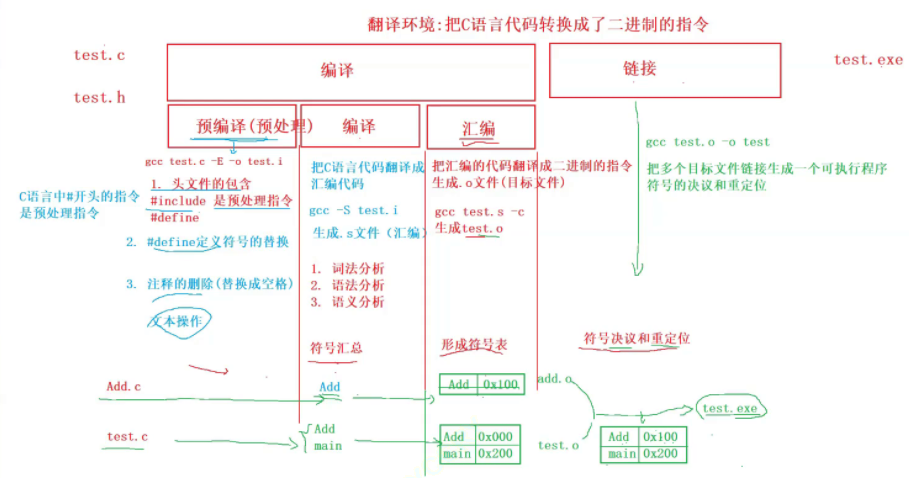 翻译环境:把C语言代码转换成了二进制的指令
test.c
test.h
编译
链接
test.exe
预编译(预处理)
编译
汇编
gcc test.c -E -o test.i
1. 头文件的包含
#include 是预处理指令
#define
C语言中#开头的指令
是预处理指令
2. #define定义符号的替换
3. 注释的删除(替换成空格)
文本操作
把C语言代码翻译成
汇编代码
gcc -S test.i
生成.s文件（汇编）
1. 词法分析
2. 语法分析
3. 语义分析
符号汇总
把汇编的代码翻译成二进制的指令
生成.o文件(目标文件)
gcc test.s -c
生成test.o
形成符号表
gcc test.o -o test
把多个目标文件链接生成一个可执行程序
符号的决议和重定位
符号决议和重定位
Add.c
Add
Add 0x100
add.o
test.exe
test.c
Add
main
Add 0x000
main 0x200
test.o
Add 0x100
main 0x200